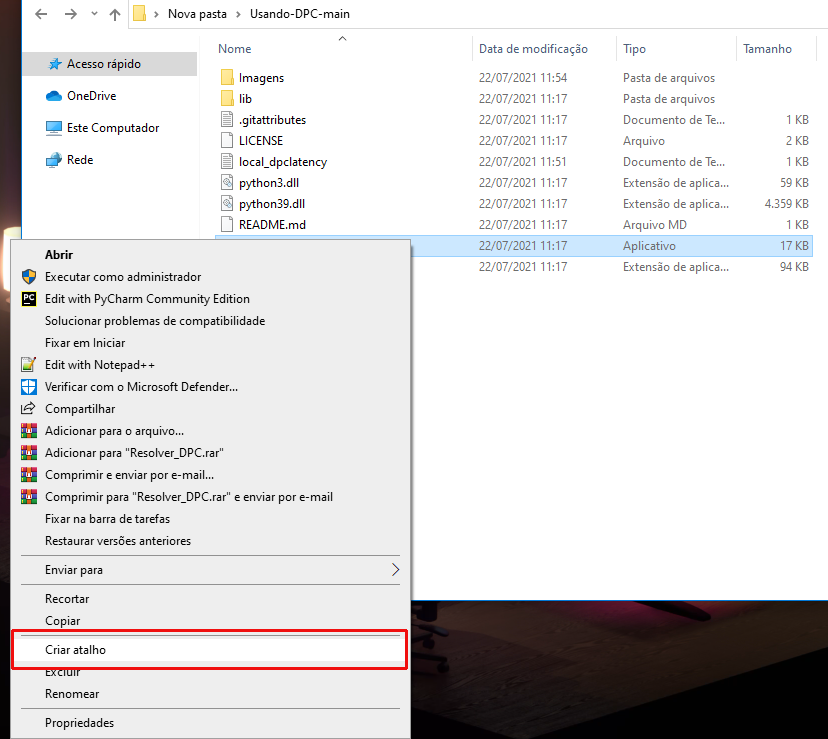 Nova pasta > Usando-DPC-main
Nome Data de modificação Tipo Tamanho
Acesso rápido
OneDrive
Este Computador
Rede
Imagens 22/07/2021 11:54 Pasta de arquivos
lib 22/07/2021 11:17 Pasta de arquivos
.gitattributes 22/07/2021 11:17 Documento de Te... 1 KB
LICENSE 22/07/2021 11:17 Arquivo 2 KB
local_dpclatency 22/07/2021 11:51 Documento de Te... 1 KB
python3.dll 22/07/2021 11:17 Extensão de aplica... 59 KB
python39.dll 22/07/2021 11:17 Extensão de aplica... 4.359 KB
README.md 22/07/2021 11:17 Arquivo MD 1 KB
22/07/2021 11:17 Aplicativo 17 KB
22/07/2021 11:17 Extensão de aplica... 94 KB
Abrir
Executar como administrador
PC Edit with PyCharm Community Edition
Solucionar problemas de compatibilidade
Fixar em Iniciar
Edit with Notepad++
Verificar com o Microsoft Defender...
Compartilhar
Adicionar para o arquivo...
Adicionar para "Resolver_DPC.rar"
Comprimir e enviar por e-mail...
Comprimir para "Resolver_DPC.rar" e enviar por e-mail
Fixar na barra de tarefas
Restaurar versões anteriores
Enviar para
Recortar
Copiar
Criar atalho
Excluir
Renomear
Propriedades